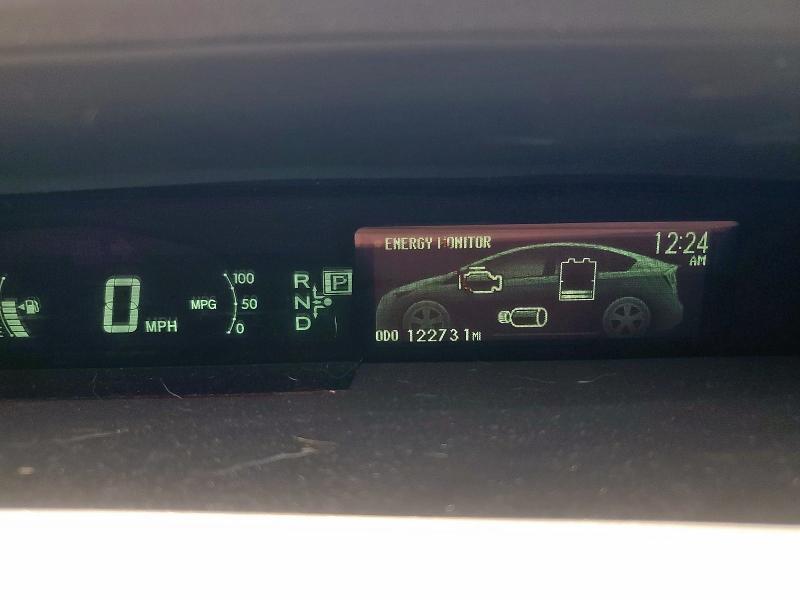 ENERGY MONITOR
12:24
AM
100
R P
0 MPH
MPG 50
N
0
D
E
ODO 122731 MI